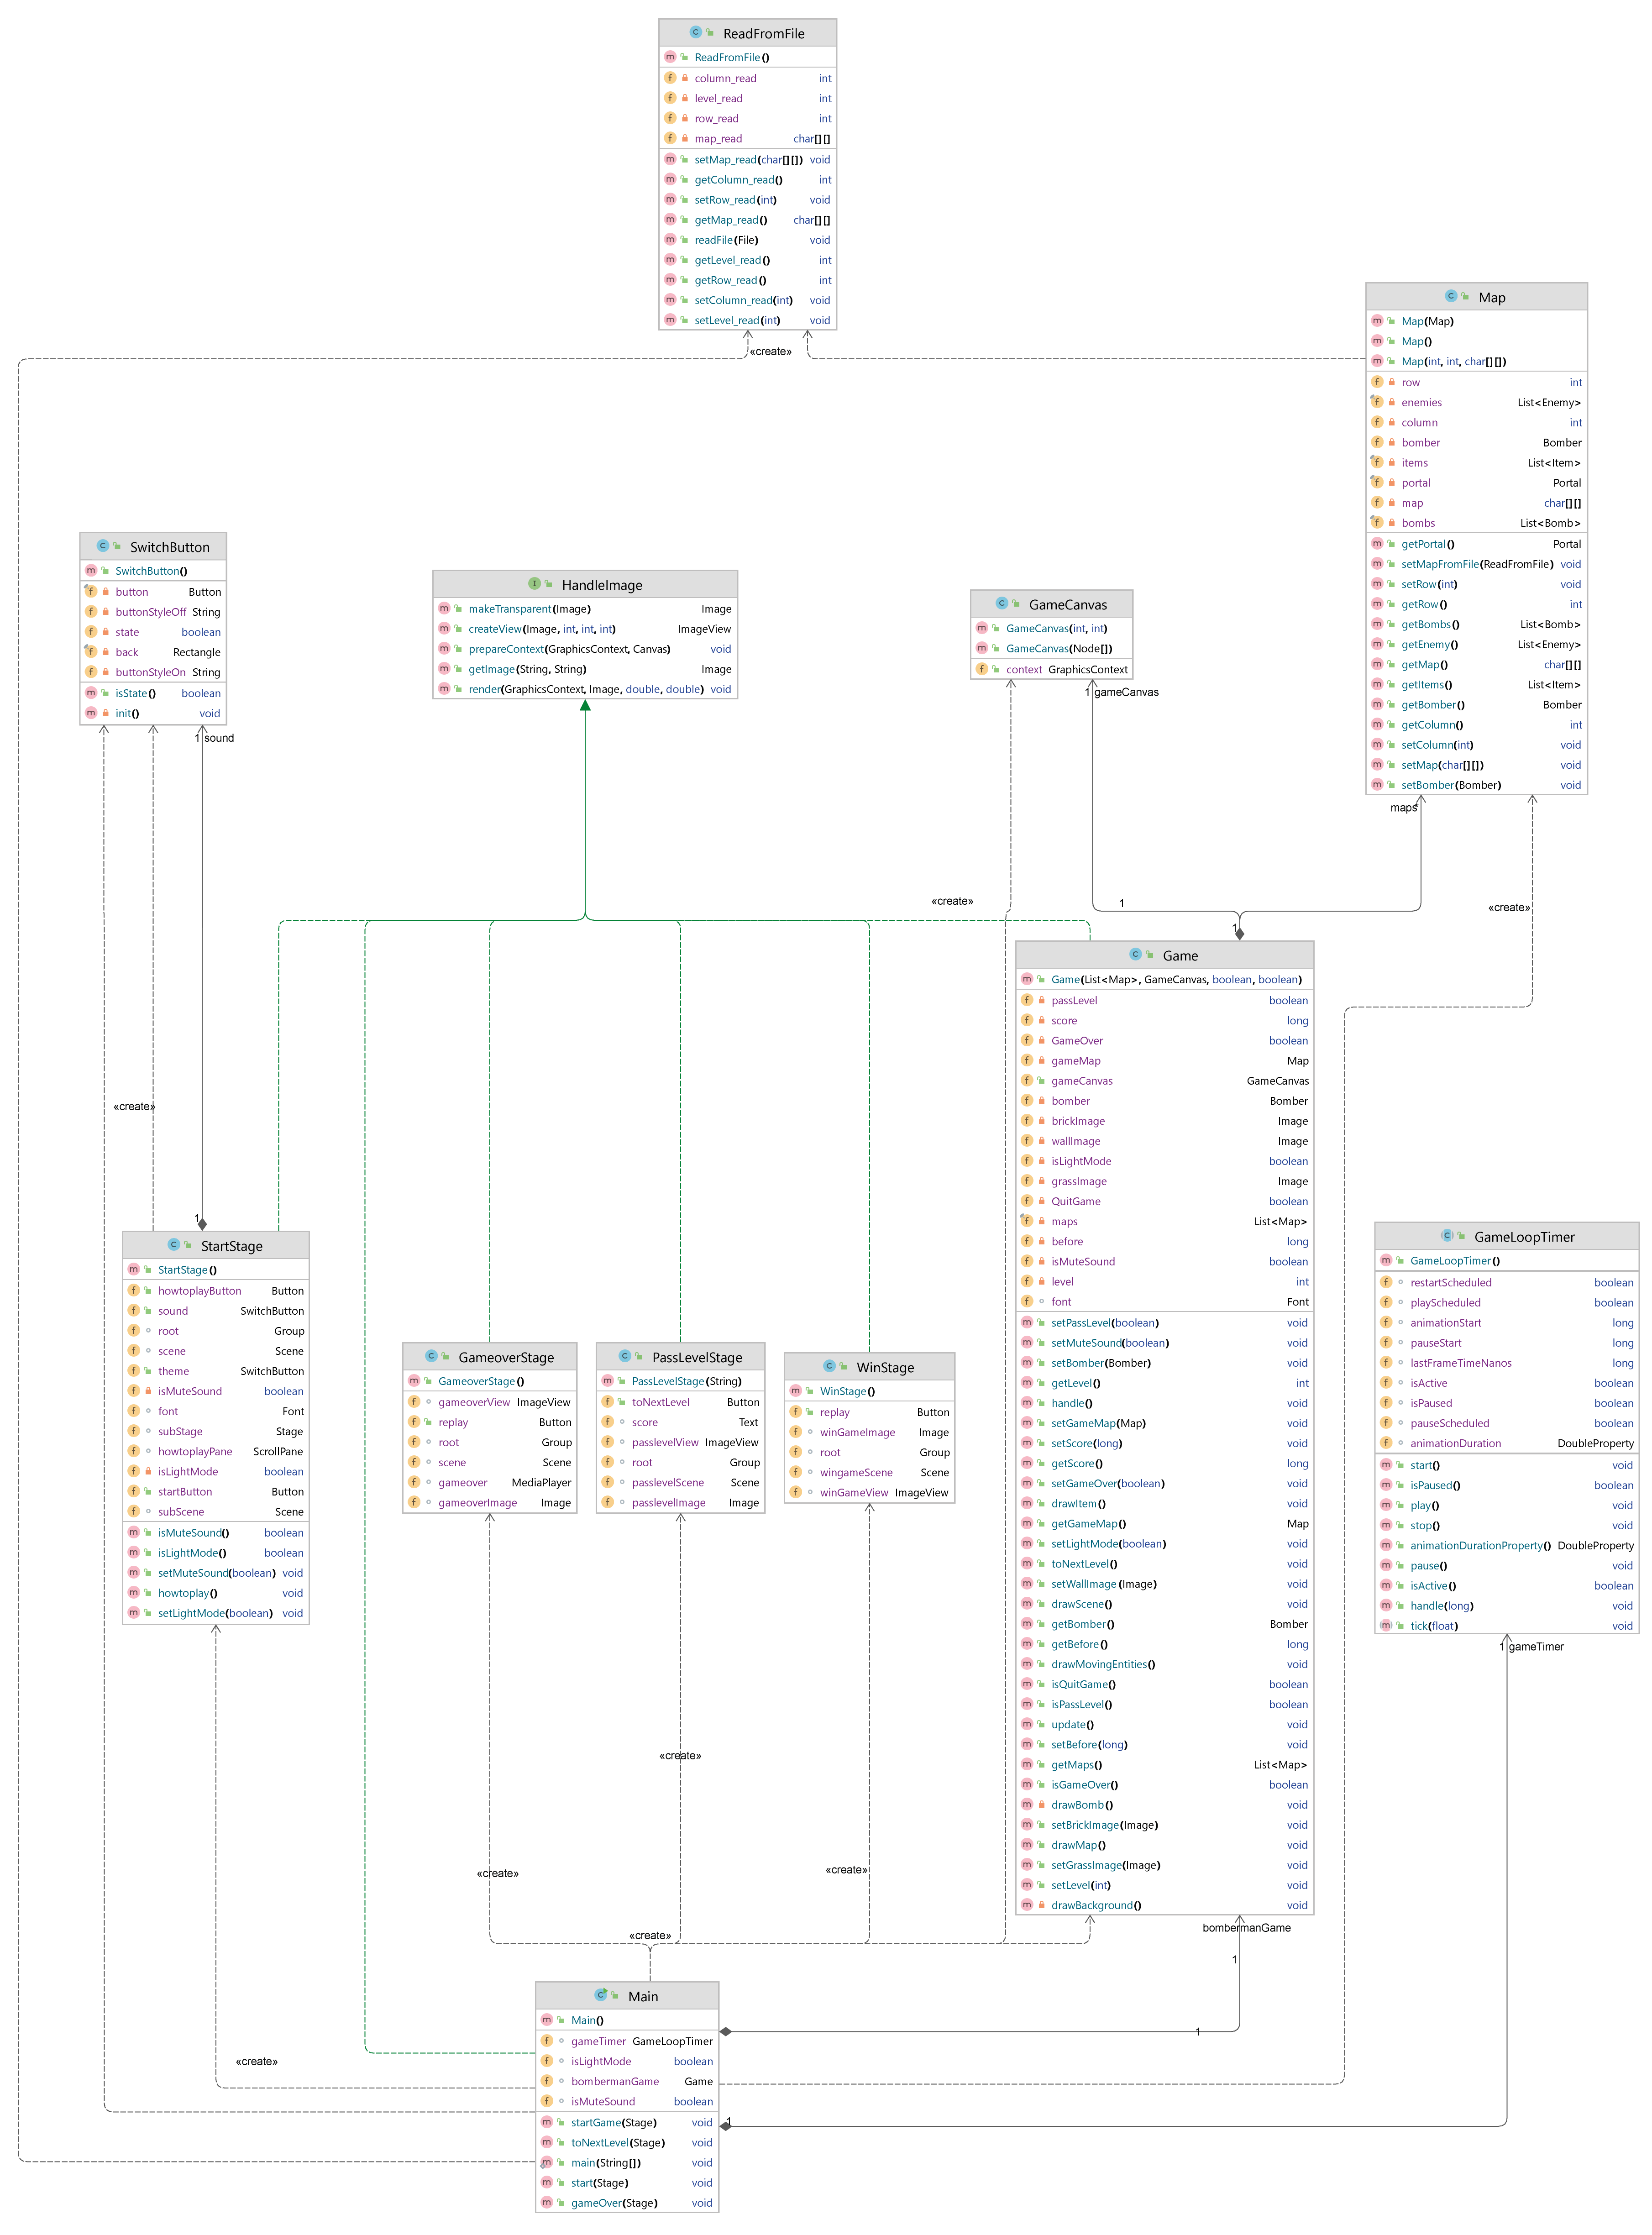 ReadFromFile
ReadFromFile()
column_read int
level_read int
row_read int
map_read char[][]
setMap_read(char[][]) void
getColumn_read() int
setRow_read(int) void
getMap_read() char[][]
readFile(File) void
getLevel_read() int
getRow_read() int
setColumn_read(int) void
setLevel_read(int) void
«create»
Map
Map(Map)
Map()
Map(int, int, char[][])
row int
enemies List<Enemy>
column int
bomber Bomber
items List<Item>
portal Portal
map char[][]
bombs List<Bomb>
getPortal() Portal
setMapFromFile(ReadFromFile) void
setRow(int) void
getRow() int
getBombs() List<Bomb>
getEnemy() List<Enemy>
getMap() char[][]
getItems() List<Item>
getBomber() Bomber
getColumn() int
setColumn(int) void
setMap(char[][]) void
setBomber(Bomber) void
maps
*
SwitchButton
SwitchButton()
button Button
buttonStyleOff String
state boolean
back Rectangle
buttonStyleOn String
isState() boolean
init() void
1 sound
HandleImage
makeTransparent(Image) Image
createView(Image, int, int, int) ImageView
prepareContext(GraphicsContext, Canvas) void
getImage(String, String) Image
render(GraphicsContext, Image, double, double) void
GameCanvas
GameCanvas(int, int)
GameCanvas(Node[])
context GraphicsContext
1 gameCanvas
«create»
1
«create»
1
Game
Game(List<Map>, GameCanvas, boolean, boolean)
passLevel boolean
score long
GameOver boolean
gameMap Map
gameCanvas GameCanvas
bomber Bomber
brickImage Image
wallImage Image
isLightMode boolean
grassImage Image
QuitGame boolean
maps List<Map>
before long
isMuteSound boolean
level int
font Font
setPassLevel(boolean) void
setMuteSound(boolean) void
setBomber(Bomber) void
getLevel() int
handle() void
setGameMap(Map) void
setScore(long) void
getScore() long
setGameOver(boolean) void
drawItem() void
getGameMap() Map
setLightMode(boolean) void
toNextLevel() void
setWallImage(Image) void
drawScene() void
getBomber() Bomber
getBefore() long
drawMovingEntities() void
isQuitGame() boolean
isPassLevel() boolean
update() void
setBefore(long) void
getMaps() List<Map>
isGameOver() boolean
drawBomb() void
setBrickImage(Image) void
drawMap() void
setGrassImage(Image) void
setLevel(int) void
drawBackground() void
bombermanGame
1
1
«create»
1
StartStage
StartStage()
howtoplayButton Button
sound SwitchButton
root Group
scene Scene
theme SwitchButton
isMuteSound boolean
font Font
subStage Stage
howtoplayPane ScrollPane
isLightMode boolean
startButton Button
subScene Scene
isMuteSound() boolean
isLightMode() boolean
setMuteSound(boolean) void
howtoplay() void
setLightMode(boolean) void
GameoverStage
GameoverStage()
gameoverView ImageView
replay Button
root Group
scene Scene
gameover MediaPlayer
gameoverImage Image
PassLevelStage
PassLevelStage(String)
toNextLevel Button
score Text
passlevelView ImageView
root Group
passlevelScene Scene
passlevelImage Image
WinStage
WinStage()
replay Button
winGameImage Image
root Group
wingameScene Scene
winGameView ImageView
GameLoopTimer
GameLoopTimer()
restartScheduled boolean
playScheduled boolean
animationStart long
pauseStart long
lastFrameTimeNanos long
isActive boolean
isPaused boolean
pauseScheduled boolean
animationDuration DoubleProperty
start() void
isPaused() boolean
play() void
stop() void
animationDurationProperty() DoubleProperty
pause() void
isActive() boolean
handle(long) void
tick(float) void
1 gameTimer
«create»
«create»
«create»
«create»
«create»
Main
Main()
gameTimer GameLoopTimer
isLightMode boolean
bombermanGame Game
isMuteSound boolean
startGame(Stage) void
toNextLevel(Stage) void
main(String[]) void
start(Stage) void
gameOver(Stage) void
1